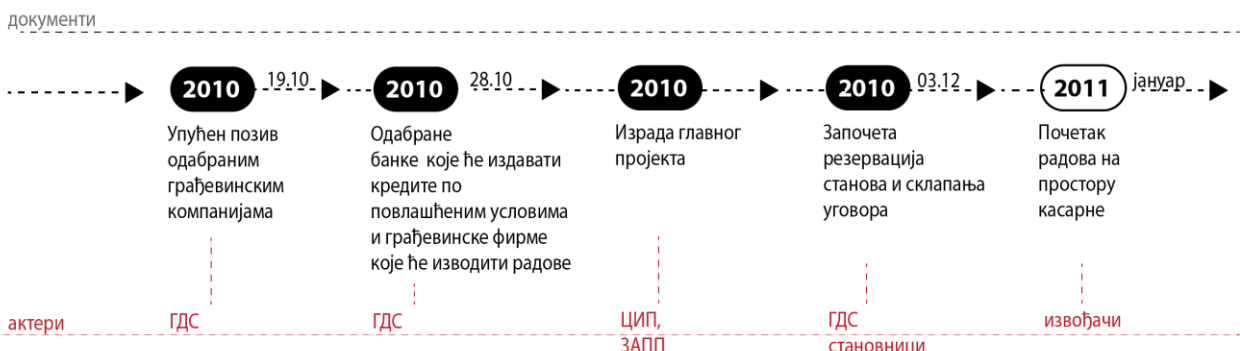 документи
2010 19.10
Упућен позив
одабраним
грађевинским
компанијама
ГДС
2010 28.10
Одабране
банке које ће издавати
кредите по
повлашћеним условима
и грађевинске фирме
које ће изводити радове
ГДС
2010
Израда главног
пројекта
ЦИП,
ЗАПП
2010 03.12
Започета
резервација
станова и склапања
уговора
ГДС
становници
2011 јануар
Почетак
радова на
простору
касарне
извођачи
актери